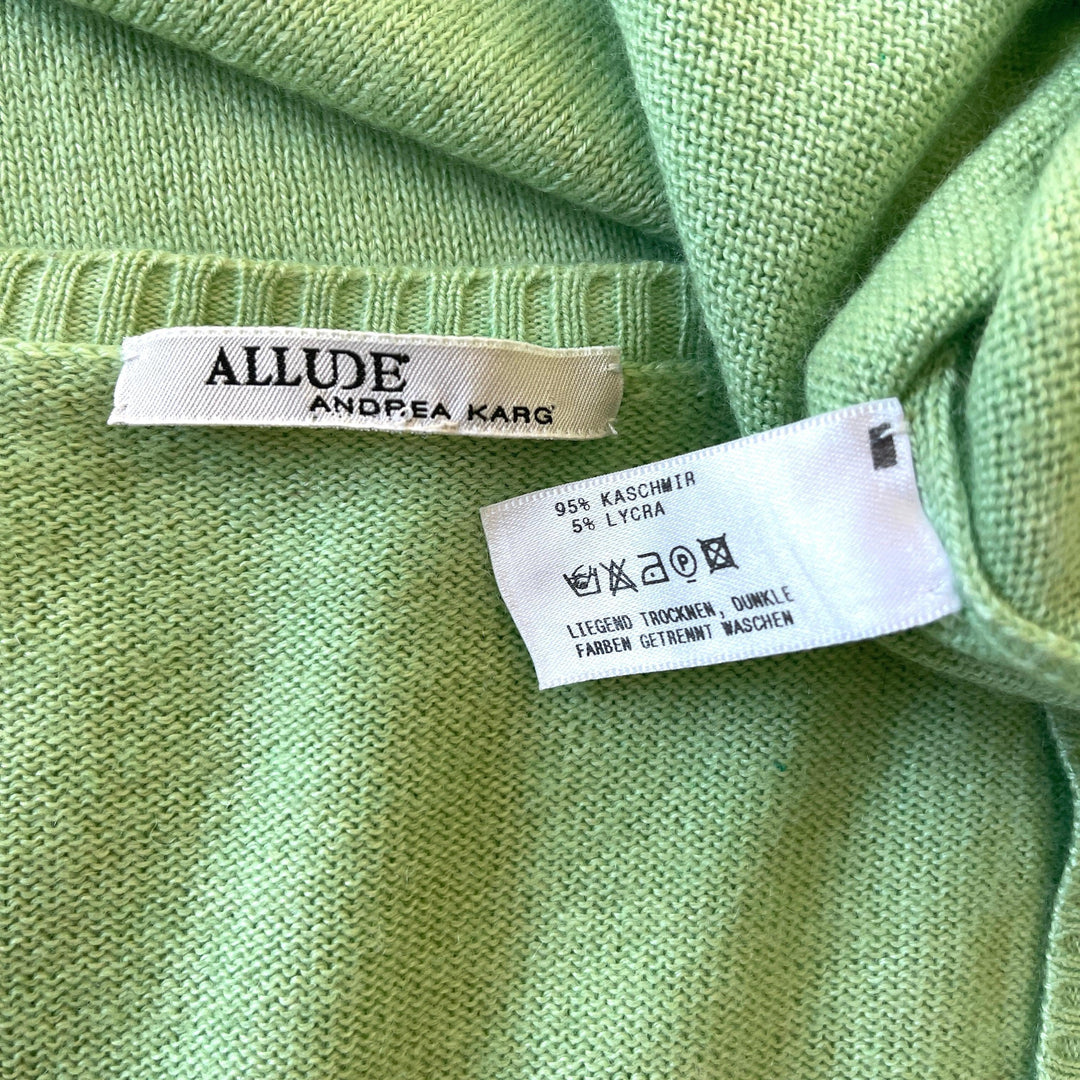 ALLUDE
ANDREA KARG
95% KASCHMIR
5% LYCRA
P
LIEGEND TROCKNEN, DUNKLE
FARBEN GETRENNT WASCHEN